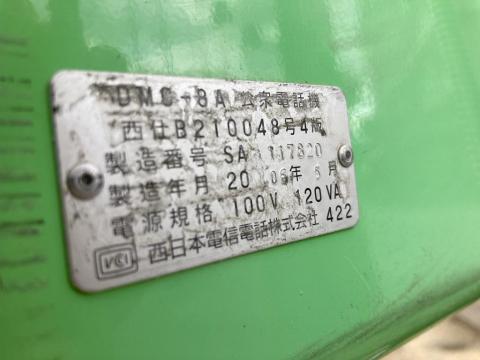 DMC-8A 公衆電話機
西仕B210048号4版
製造番号 SA 117820
製造年月 2006年5月
電源規格 100V 120VA
VCI 西日本電信電話株式会社 422